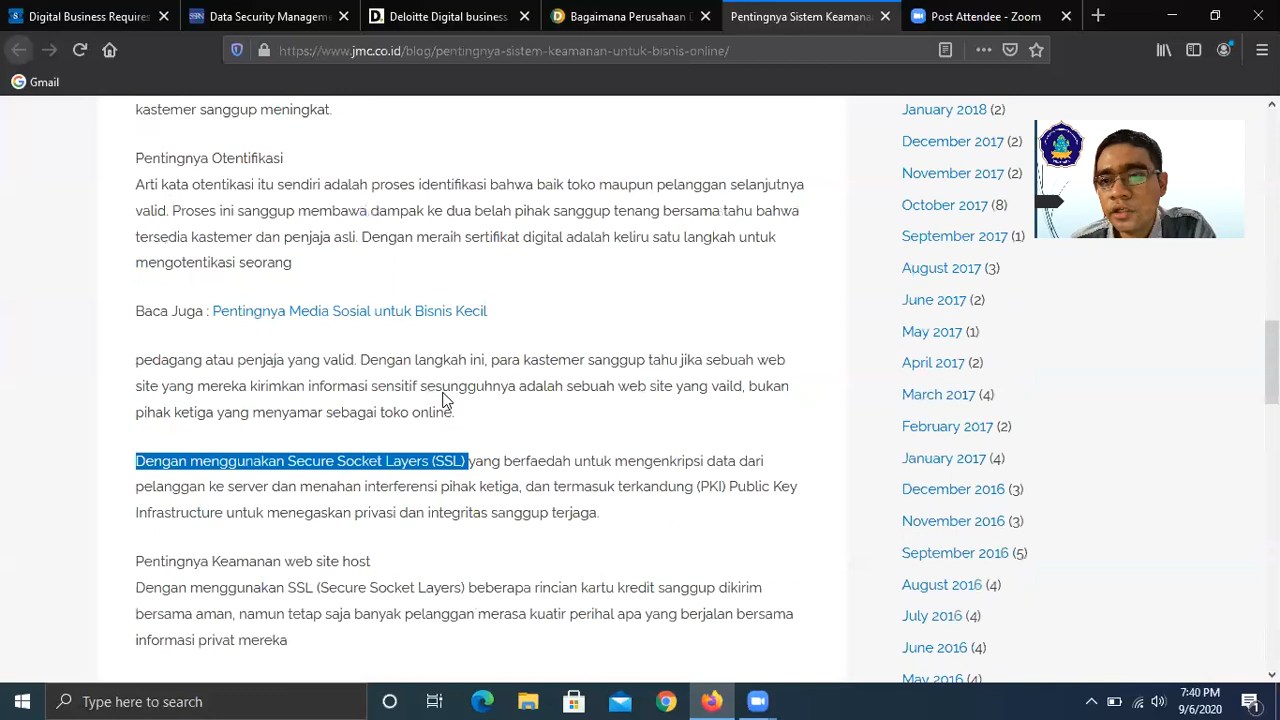 Digital Business Requires
Data Security Manageme
Deloitte Digital business
Bagaimana Perusahaan D
Pentingnya Sistem Keamana
Post Attendee - Zoom
https://www.jmc.co.id/blog/pentingnya-sistem-keamanan-untuk-bisnis-online/
Gmail
kastemer sanggup meningkat.
Pentingnya Otentifikasi
Arti kata otentikasi itu sendiri adalah proses identifikasi bahwa baik toko maupun pelanggan selanjutnya
valid. Proses ini sanggup membawa dampak ke dua belah pihak sanggup tenang bersama tahu bahwa
tersedia kastemer dan penjaja asli. Dengan meraih sertifikat digital adalah keliru satu langkah untuk
mengotentikasi seorang
Baca Juga : Pentingnya Media Sosial untuk Bisnis Kecil
pedagang atau penjaja yang valid. Dengan langkah ini, para kastemer sanggup tahu jika sebuah web
site yang mereka kirimkan informasi sensitif sesungguhnya adalah sebuah web site yang vaild, bukan
pihak ketiga yang menyamar sebagai toko online.
Dengan menggunakan Secure Socket Layers (SSL) yang berfaedah untuk mengenkripsi data dari
pelanggan ke server dan menahan interferensi pihak ketiga, dan termasuk terkandung (PKI) Public Key
Infrastructure untuk menegaskan privasi dan integritas sanggup terjaga.
Pentingnya Keamanan web site host
Dengan menggunakan SSL (Secure Socket Layers) beberapa rincian kartu kredit sanggup dikirim
bersama aman, namun tetap saja banyak pelanggan merasa kuatir perihal apa yang berjalan bersama
informasi privat mereka
January 2018 (2)
December 2017 (2)
November 2017 (2)
October 2017 (8)
September 2017 (1)
August 2017 (3)
June 2017 (2)
May 2017 (1)
April 2017 (2)
March 2017 (4)
February 2017 (2)
January 2017 (4)
December 2016 (3)
November 2016 (3)
September 2016 (5)
August 2016 (4)
July 2016 (4)
June 2016 (4)
May 2016 (4)
Type here to search
7:40 PM
9/6/2020
1